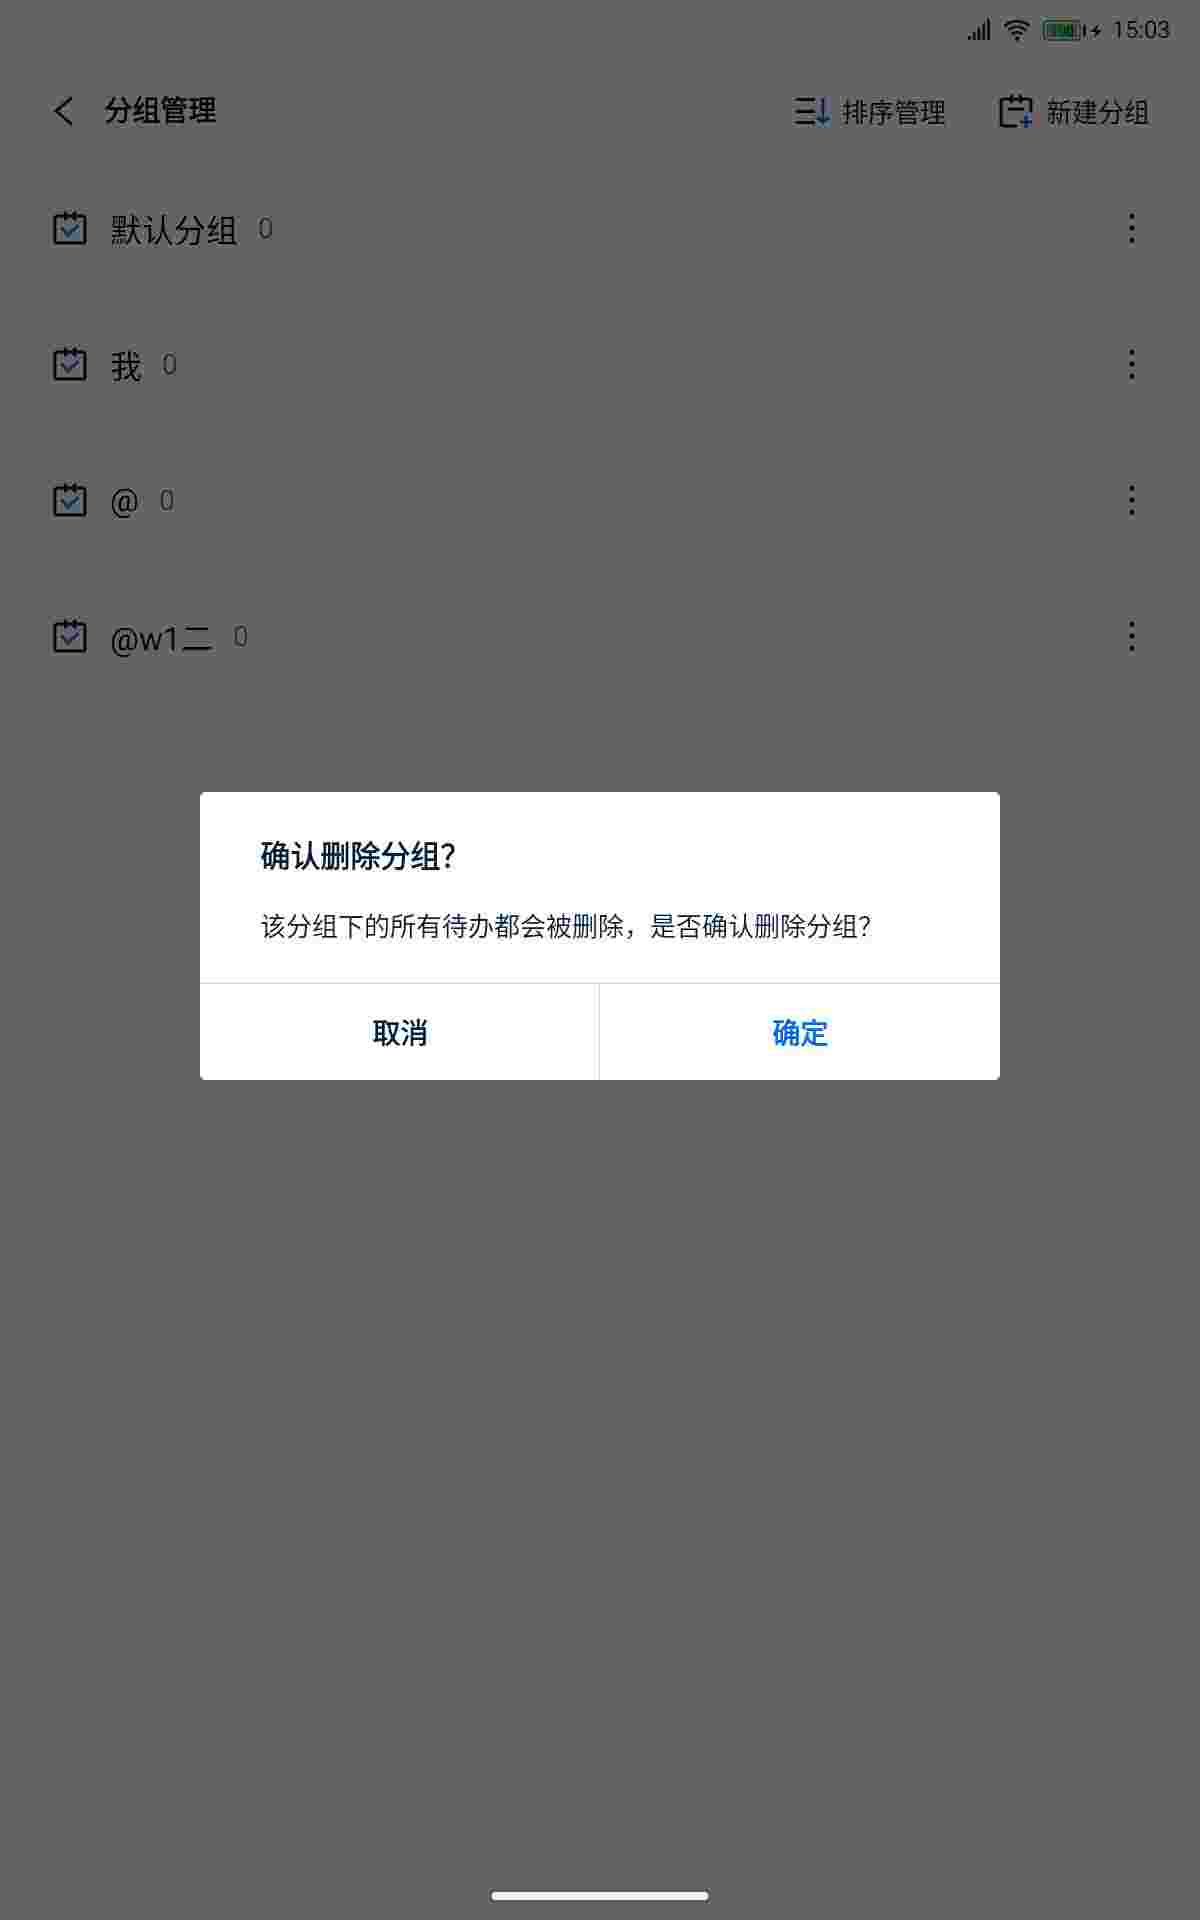 15:03
分组管理 排序管理 新建分组
默认分组 0
我 0
@ 0
@w1二 0
确认删除分组?
该分组下的所有待办都会被删除，是否确认删除分组?
取消 确定